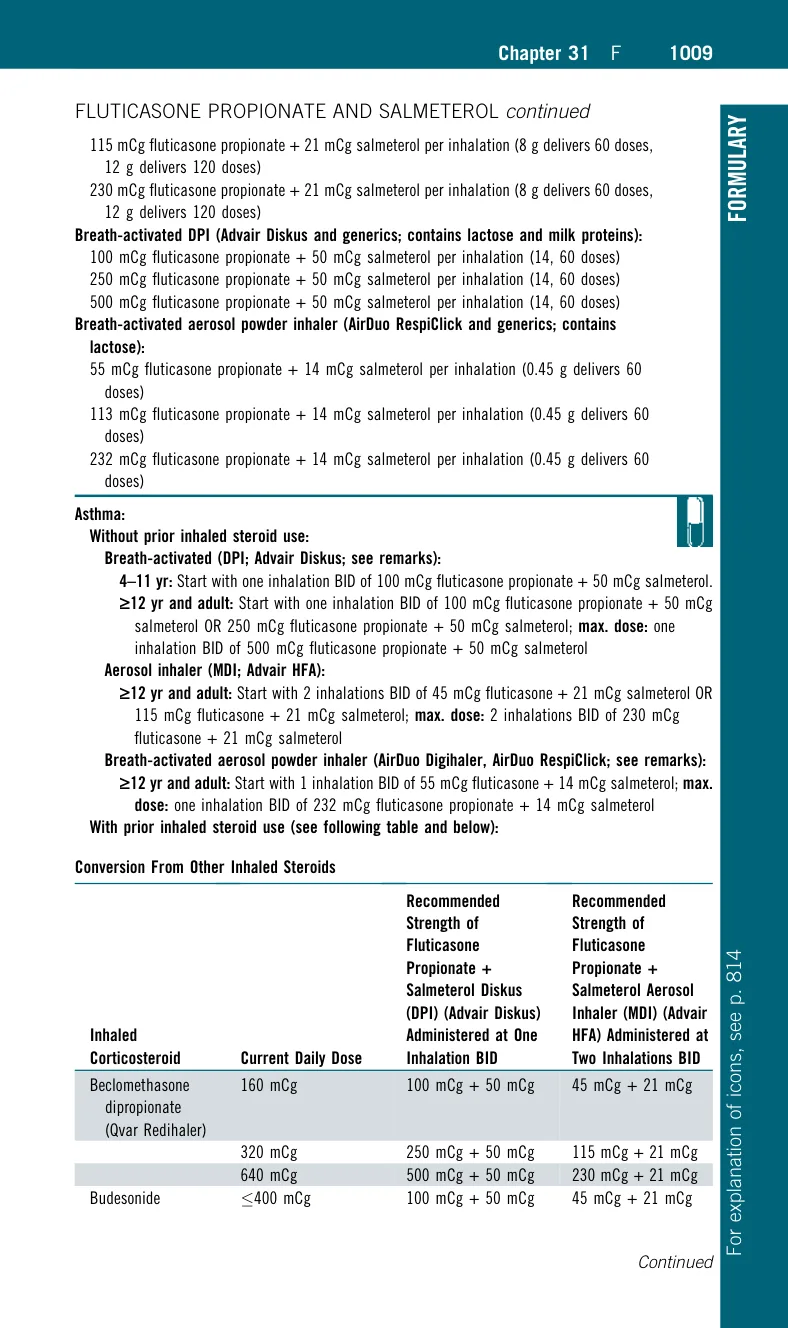 Chapter 31 F 1009
FLUTICASONE PROPIONATE AND SALMETEROL continued
115 mCg fluticasone propionate + 21 mCg salmeterol per inhalation (8 g delivers 60 doses,
12 g delivers 120 doses)
230 mCg fluticasone propionate + 21 mCg salmeterol per inhalation (8 g delivers 60 doses,
12 g delivers 120 doses)
Breath-activated DPI (Advair Diskus and generics; contains lactose and milk proteins):
100 mCg fluticasone propionate + 50 mCg salmeterol per inhalation (14, 60 doses)
250 mCg fluticasone propionate + 50 mCg salmeterol per inhalation (14, 60 doses)
500 mCg fluticasone propionate + 50 mCg salmeterol per inhalation (14, 60 doses)
Breath-activated aerosol powder inhaler (AirDuo RespiClick and generics; contains
lactose):
55 mCg fluticasone propionate + 14 mCg salmeterol per inhalation (0.45 g delivers 60
doses)
113 mCg fluticasone propionate + 14 mCg salmeterol per inhalation (0.45 g delivers 60
doses)
232 mCg fluticasone propionate + 14 mCg salmeterol per inhalation (0.45 g delivers 60
doses)
Asthma:
Without prior inhaled steroid use:
Breath-activated (DPI; Advair Diskus; see remarks):
4–11 yr: Start with one inhalation BID of 100 mCg fluticasone propionate + 50 mCg salmeterol.
≥12 yr and adult: Start with one inhalation BID of 100 mCg fluticasone propionate + 50 mCg
salmeterol OR 250 mCg fluticasone propionate + 50 mCg salmeterol; max. dose: one
inhalation BID of 500 mCg fluticasone propionate + 50 mCg salmeterol
Aerosol inhaler (MDI; Advair HFA):
≥12 yr and adult: Start with 2 inhalations BID of 45 mCg fluticasone + 21 mCg salmeterol OR
115 mCg fluticasone + 21 mCg salmeterol; max. dose: 2 inhalations BID of 230 mCg
fluticasone + 21 mCg salmeterol
Breath-activated aerosol powder inhaler (AirDuo Digihaler, AirDuo RespiClick; see remarks):
≥12 yr and adult: Start with 1 inhalation BID of 55 mCg fluticasone + 14 mCg salmeterol; max.
dose: one inhalation BID of 232 mCg fluticasone propionate + 14 mCg salmeterol
With prior inhaled steroid use (see following table and below):
Conversion From Other Inhaled Steroids
Recommended Recommended
Strength of Strength of
Fluticasone Fluticasone
Propionate + Propionate +
Salmeterol Diskus Salmeterol Aerosol
(DPI) (Advair Diskus) Inhaler (MDI) (Advair
Inhaled Administered at One HFA) Administered at
Corticosteroid Current Daily Dose Inhalation BID Two Inhalations BID
Beclomethasone 160 mCg 100 mCg + 50 mCg 45 mCg + 21 mCg
dipropionate
(Qvar Redihaler)
320 mCg 250 mCg + 50 mCg 115 mCg + 21 mCg
640 mCg 500 mCg + 50 mCg 230 mCg + 21 mCg
Budesonide ≤400 mCg 100 mCg + 50 mCg 45 mCg + 21 mCg
Continued
FORMULARY
For explanation of icons, see p. 814